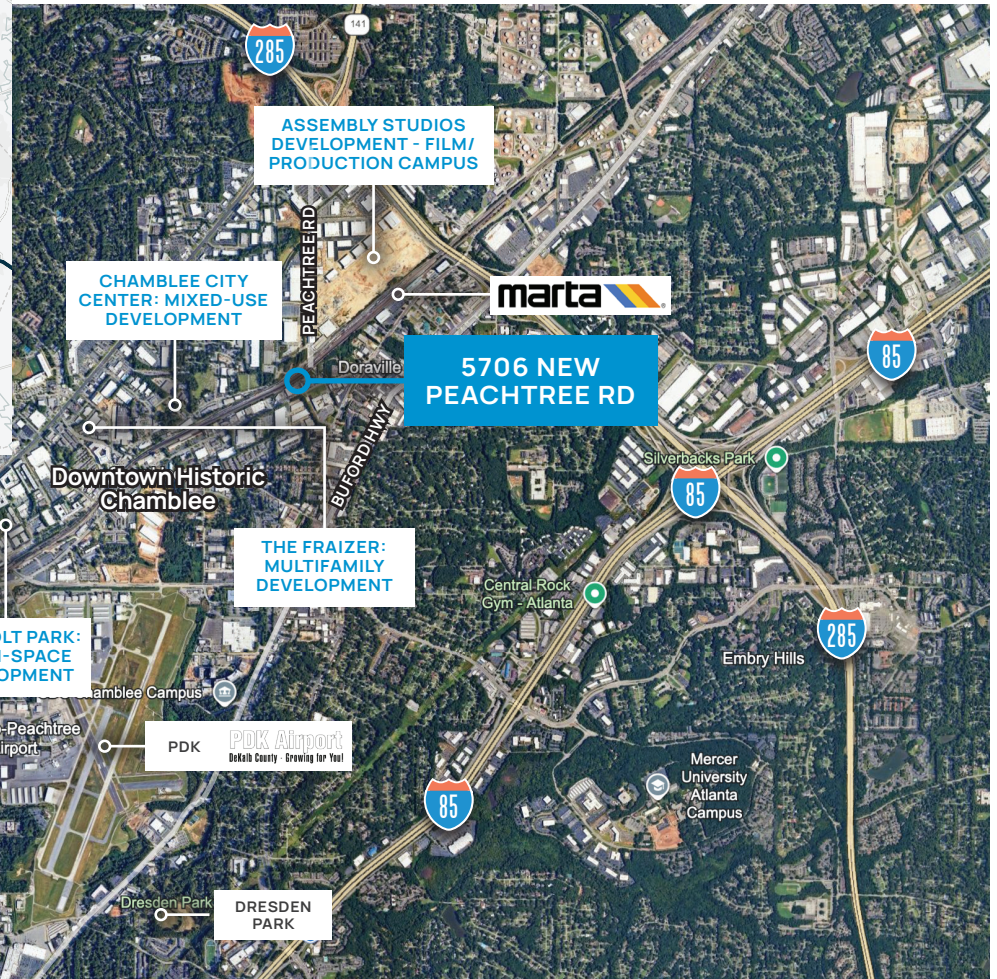 141
285
ASSEMBLY STUDIOS
DEVELOPMENT - FILM/
PRODUCTION CAMPUS
PEACHTREE RD
CHAMBLEE CITY
CENTER: MIXED-USE
DEVELOPMENT
marta
85
Doraville
5706 NEW
PEACHTREE RD
BUFORD HWY
Silverbacks Park
85
Downtown Historic
Chamblee
THE FRAIZER:
MULTIFAMILY
DEVELOPMENT
Central Rock
Gym - Atlanta
285
Embry Hills
PARK:
-SPACE
Chamblee Campus
-Peachtree
PDK
PDK Airport
DeKalb County - Growing for You!
85
Mercer
University
Atlanta
Campus
Dresden Park
DRESDEN
PARK